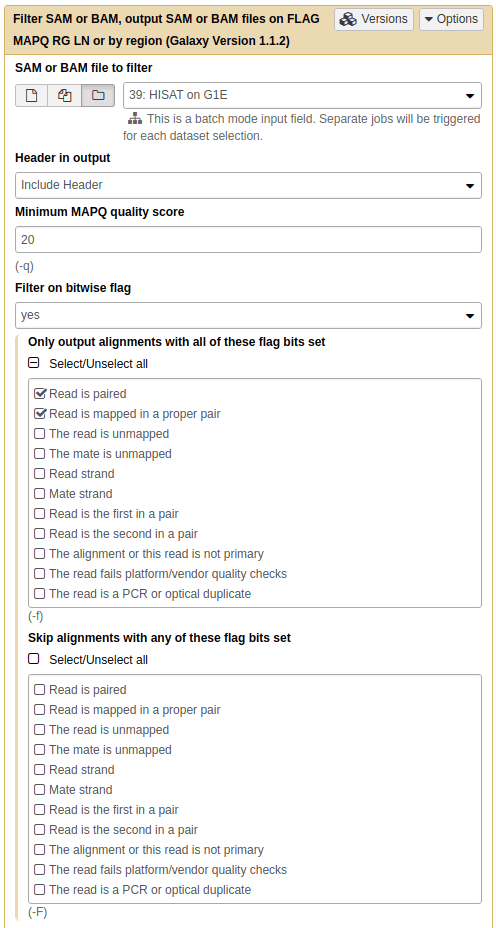 Filter SAM or BAM, output SAM or BAM files on FLAG
MAPQ RG LN or by region (Galaxy Version 1.1.2)
Versions
Options
SAM or BAM file to filter
39: HISAT on G1E
This is a batch mode input field. Separate jobs will be triggered
for each dataset selection.
Header in output
Include Header
Minimum MAPQ quality score
20
(-q)
Filter on bitwise flag
yes
Only output alignments with all of these flag bits set
Select/Unselect all
Read is paired
Read is mapped in a proper pair
The read is unmapped
The mate is unmapped
Read strand
Mate strand
Read is the first in a pair
Read is the second in a pair
The alignment or this read is not primary
The read fails platform/vendor quality checks
The read is a PCR or optical duplicate
(-f)
Skip alignments with any of these flag bits set
Select/Unselect all
Read is paired
Read is mapped in a proper pair
The read is unmapped
The mate is unmapped
Read strand
Mate strand
Read is the first in a pair
Read is the second in a pair
The alignment or this read is not primary
The read fails platform/vendor quality checks
The read is a PCR or optical duplicate
(-F)